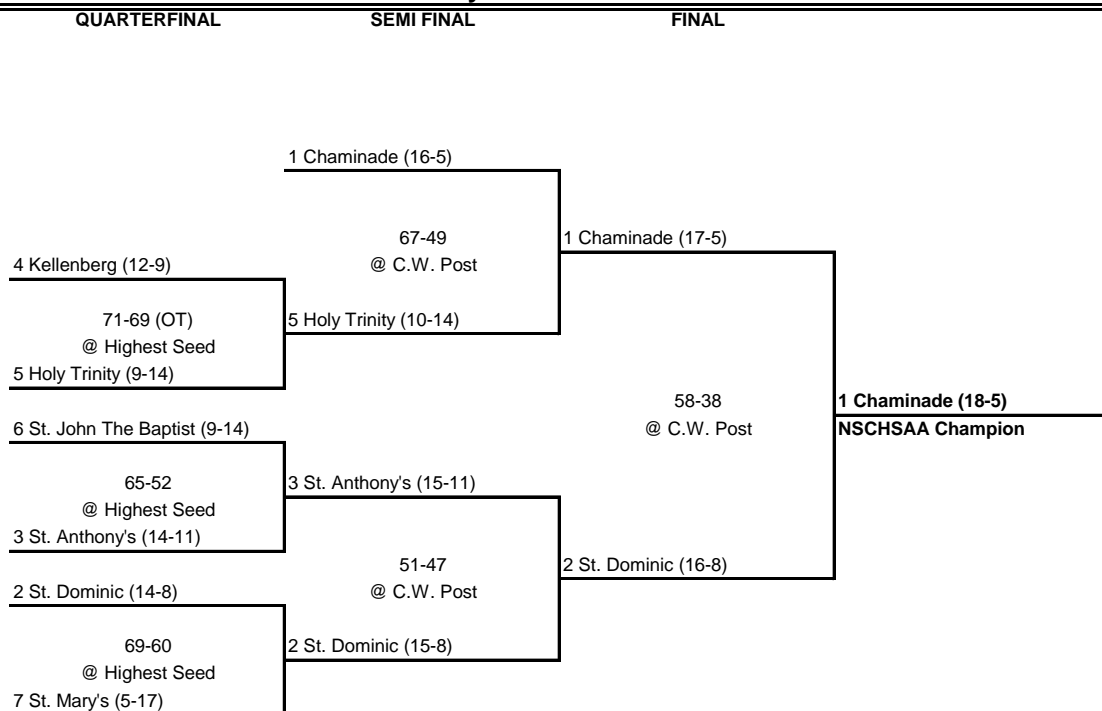 QUARTERFINAL SEMI FINAL FINAL
1 Chaminade (16-5)
67-49 1 Chaminade (17-5)
4 Kellenberg (12-9) @ C.W. Post
71-69 (OT) 5 Holy Trinity (10-14)
@ Highest Seed
5 Holy Trinity (9-14)
58-38 1 Chaminade (18-5)
6 St. John The Baptist (9-14) @ C.W. Post NSCHSAA Champion
65-52 3 St. Anthony's (15-11)
@ Highest Seed
3 St. Anthony's (14-11)
51-47 2 St. Dominic (16-8)
2 St. Dominic (14-8) @ C.W. Post
69-60 2 St. Dominic (15-8)
@ Highest Seed
7 St. Mary's (5-17)